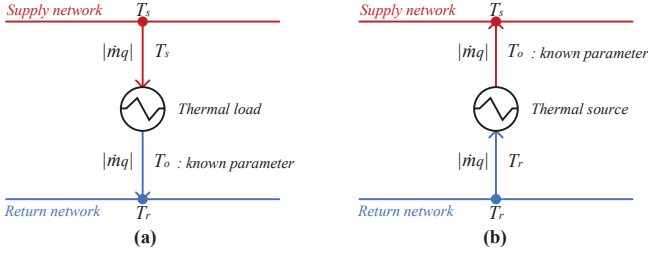 Supply network
Ts
|ṁq| Ts
Thermal load
|ṁq| To : known parameter
Return network
Tr
(a)
Supply network
Ts
|ṁq| To : known parameter
Thermal source
|ṁq| Tr
Return network
Tr
(b)